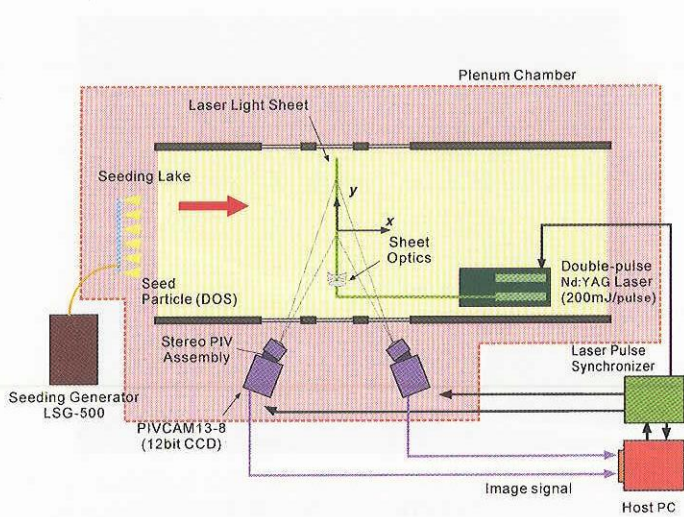 Plenum Chamber
Laser Light Sheet
Seeding Lake
y
x
Sheet
Optics
Seed
Particle (DOS)
Double-pulse
Nd:YAG Laser
(200mJ/pulse)
Stereo PIV
Assembly
Laser Pulse
Synchronizer
Seeding Generator
LSG-500
PIVCAM13-8
(12bit CCD)
Image signal
Host PC